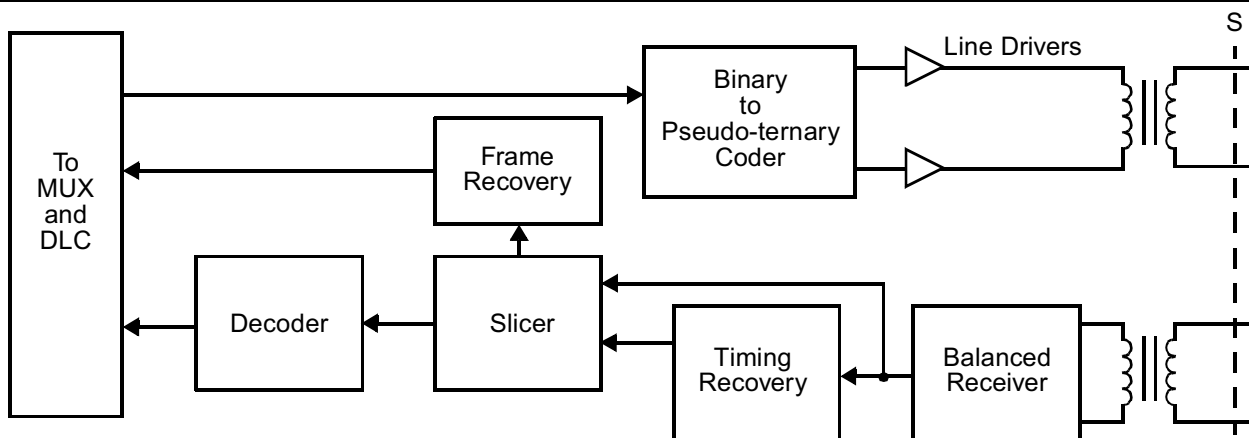 S
Line Drivers
Binary
to
Pseudo-ternary
Coder
To
MUX
and
DLC
Frame
Recovery
Decoder
Slicer
Timing
Recovery
Balanced
Receiver